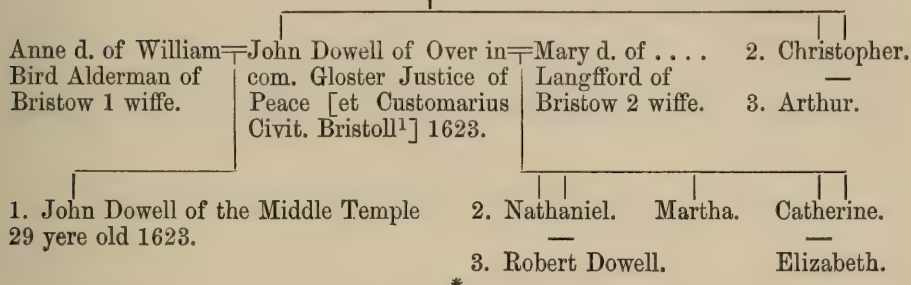 Anne d. of William=John Dowell of Over in=Mary d. of .... 2. Christopher.
Bird Alderman of com. Gloster Justice of Langfford of —
Bristow 1 wiffe. Peace [et Customarius Bristow 2 wiffe. 3. Arthur.
Civit. Bristoll¹] 1623.
1. John Dowell of the Middle Temple 2. Nathaniel. Martha. Catherine.
29 yere old 1623. — —
3. Robert Dowell. Elizabeth.
*